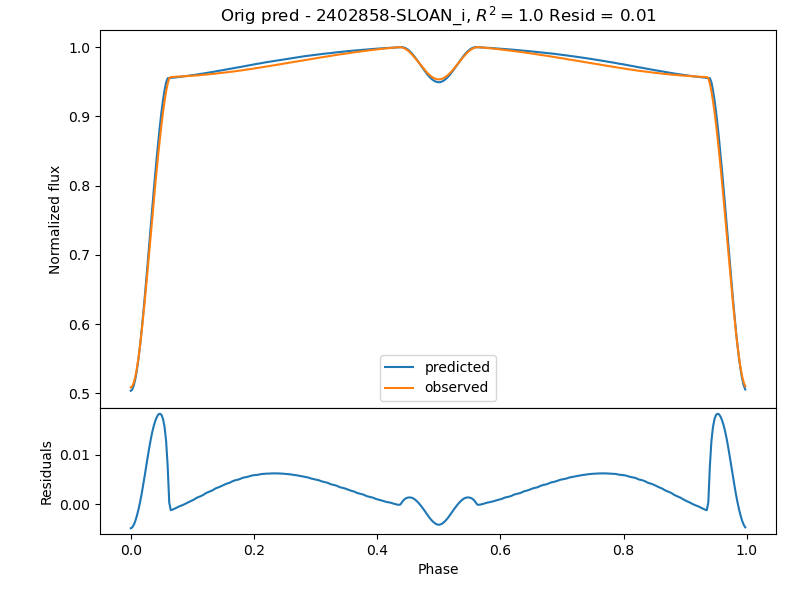 Orig pred - 2402858-SLOAN_i, R² = 1.0 Resid = 0.01
1.0
0.9
0.8
0.7
0.6
0.5
Normalized flux
predicted
observed
0.01
0.00
Residuals
0.0 0.2 0.4 0.6 0.8 1.0
Phase